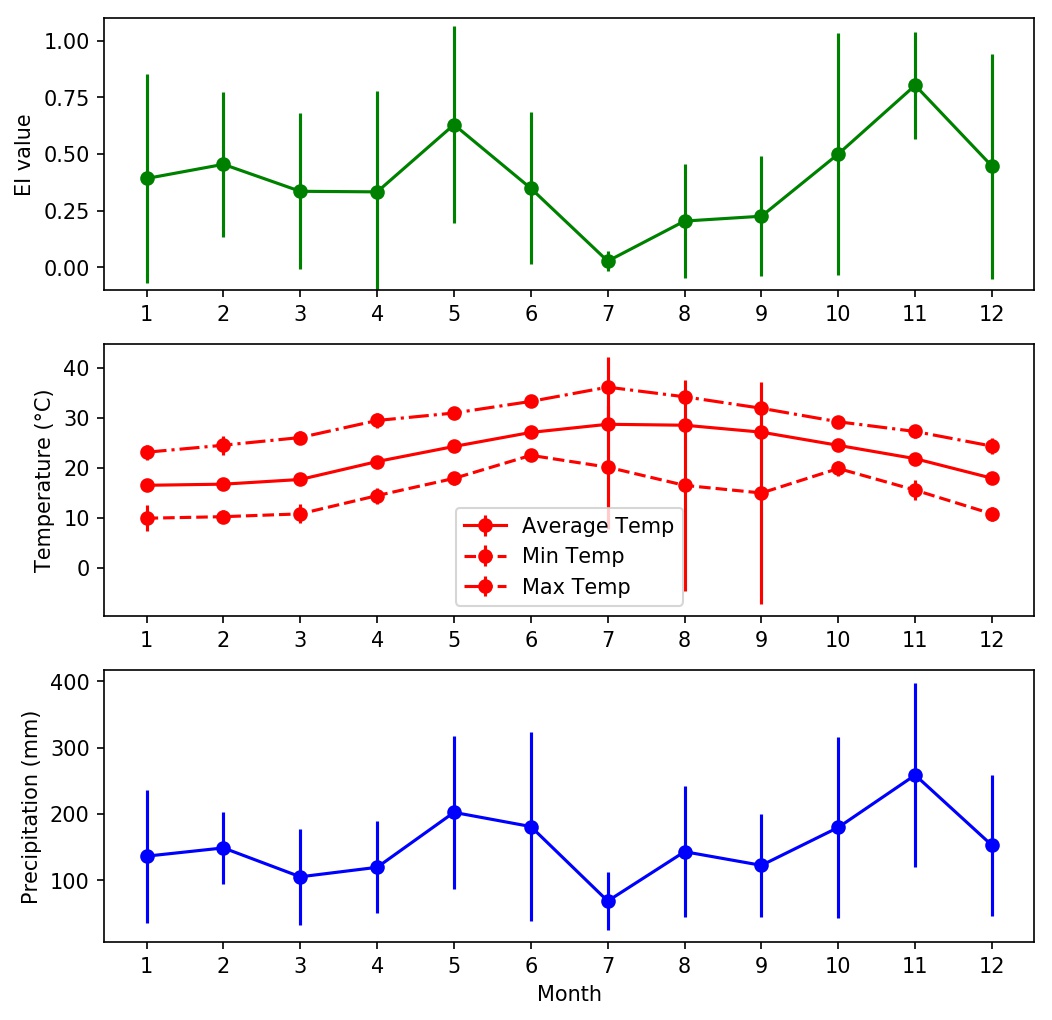 EI value
1.00
0.75
0.50
0.25
0.00
1 2 3 4 5 6 7 8 9 10 11 12
Temperature (°C)
40
30
20
10
0
Average Temp
Min Temp
Max Temp
1 2 3 4 5 6 7 8 9 10 11 12
Precipitation (mm)
400
300
200
100
1 2 3 4 5 6 7 8 9 10 11 12
Month